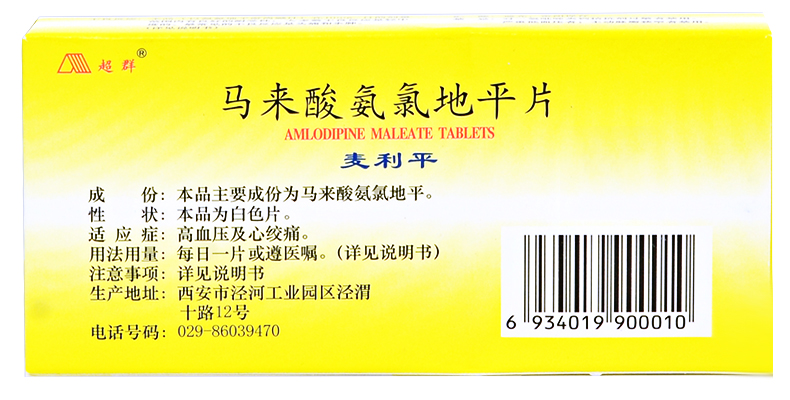 (详见说明书)
超群®
马来酸氨氯地平片
AMLODIPINE MALEATE TABLETS
麦利平
成 份：本品主要成份为马来酸氨氯地平。
性 状：本品为白色片。
适 应 症：高血压及心绞痛。
用法用量：每日一片或遵医嘱。（详见说明书）
注意事项：详见说明书
生产地址：西安市泾河工业园区泾渭
十路12号
电话号码：029-86039470
6 934019 900010